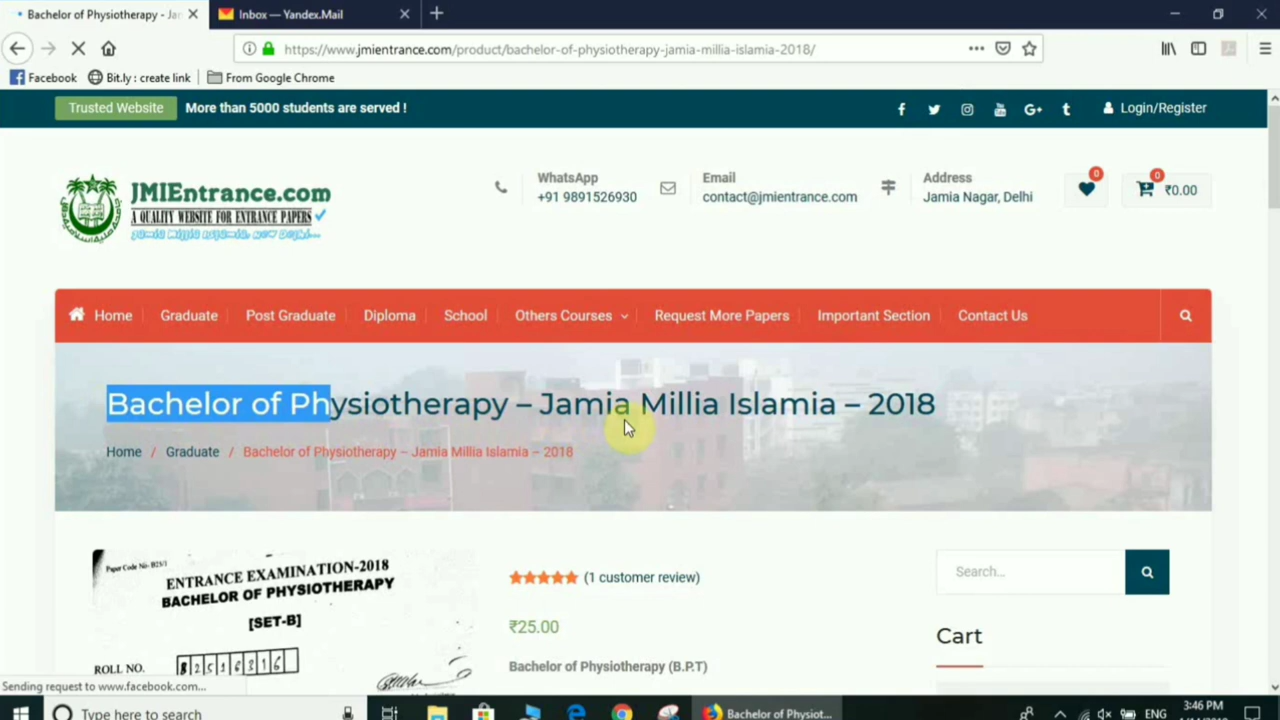 Bachelor of Physiotherapy - Jan
Inbox — Yandex.Mail
https://www.jmientrance.com/product/bachelor-of-physiotherapy-jamia-millia-islamia-2018/
Facebook
Bit.ly : create link
From Google Chrome
Trusted Website
More than 5000 students are served !
Login/Register
JMIEntrance.com
A QUALITY WEBSITE FOR ENTRANCE PAPERS
WhatsApp
+91 9891526930
Email
contact@jmientrance.com
Address
Jamia Nagar, Delhi
0
0
₹0.00
Home
Graduate
Post Graduate
Diploma
School
Others Courses
Request More Papers
Important Section
Contact Us
Bachelor of Physiotherapy – Jamia Millia Islamia – 2018
Home / Graduate / Bachelor of Physiotherapy – Jamia Millia Islamia – 2018
Paper Code No- B25/1
ENTRANCE EXAMINATION-2018
BACHELOR OF PHYSIOTHERAPY
[SET-B]
ROLL NO.
(1 customer review)
₹25.00
Bachelor of Physiotherapy (B.P.T)
Search...
Cart
Sending request to www.facebook.com...
Type here to search
Bachelor of Physiot...
ENG
3:46 PM